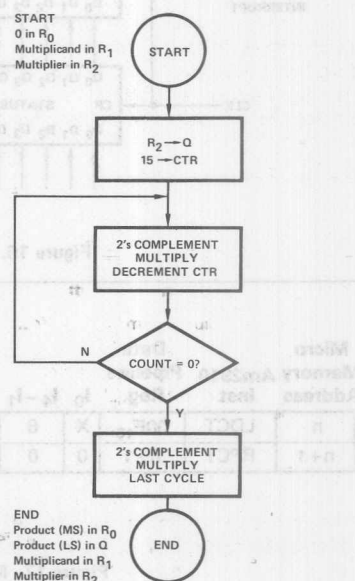 START
0 in R0
Multiplicand in R1
Multiplier in R2
START
R2 → Q
15 → CTR
2's COMPLEMENT
MULTIPLY
DECREMENT CTR
N
COUNT = 0?
Y
2's COMPLEMENT
MULTIPLY
LAST CYCLE
END
Product (MS) in R0
Product (LS) in Q
Multiplicand in R1
Multiplier in R2
END